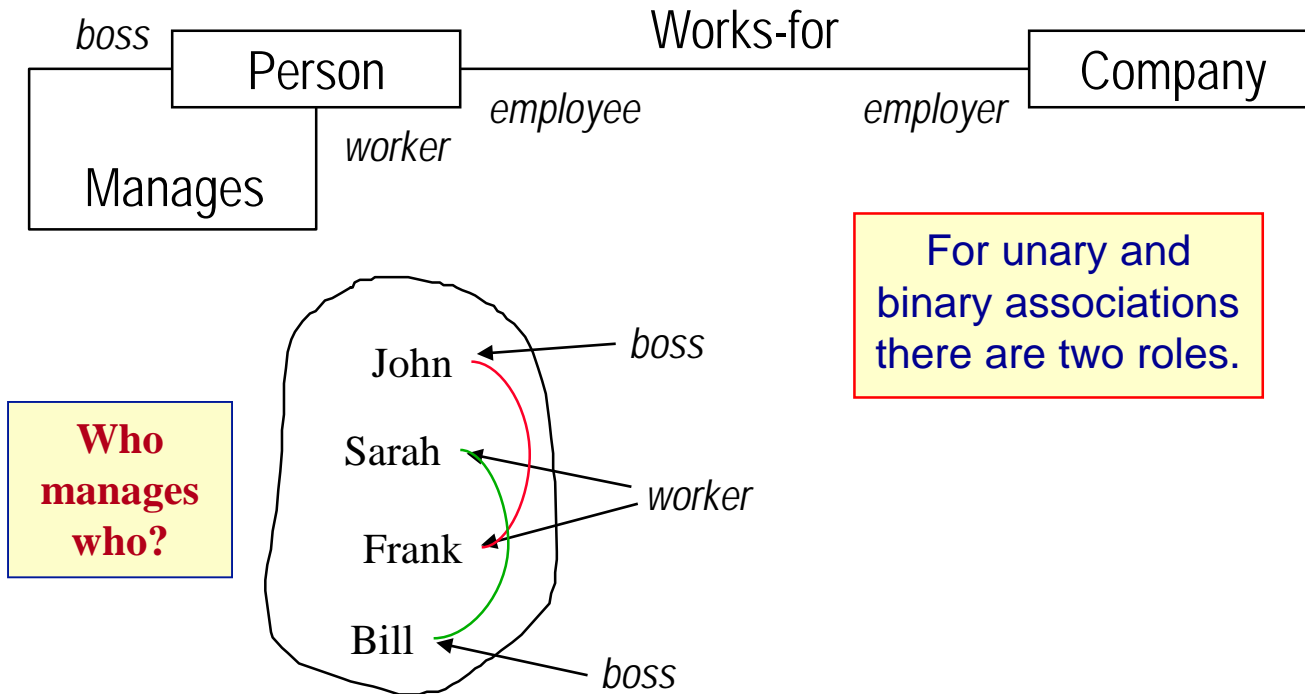 boss
Works-for
Person
Company
employee
employer
worker
Manages
For unary and
binary associations
there are two roles.
boss
John
Who
manages
who?
Sarah
worker
Frank
Bill
boss